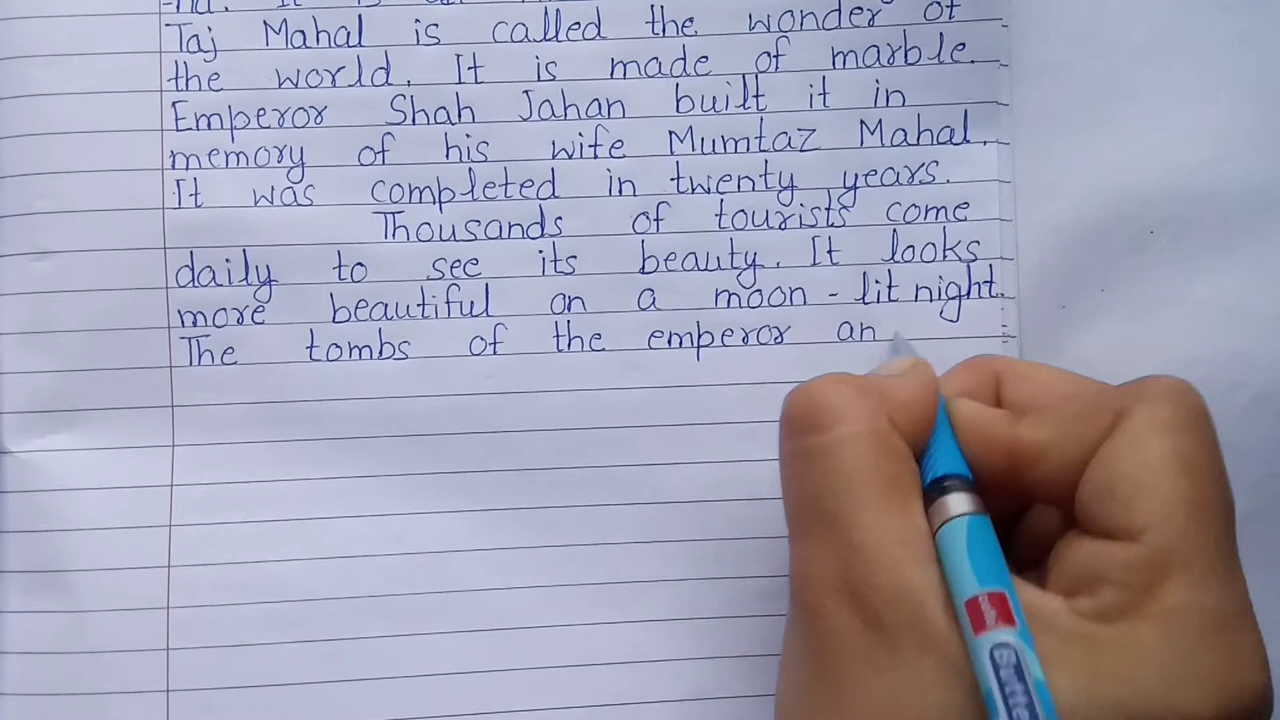 Taj Mahal is called the wonder of
the world. It is made of marble.
Emperor Shah Jahan built it in
memory of his wife Mumtaz Mahal.
It was completed in twenty years.
Thousands of tourists come
daily to see its beauty. It looks
more beautiful on a moon - lit night.
The tombs of the emperor an